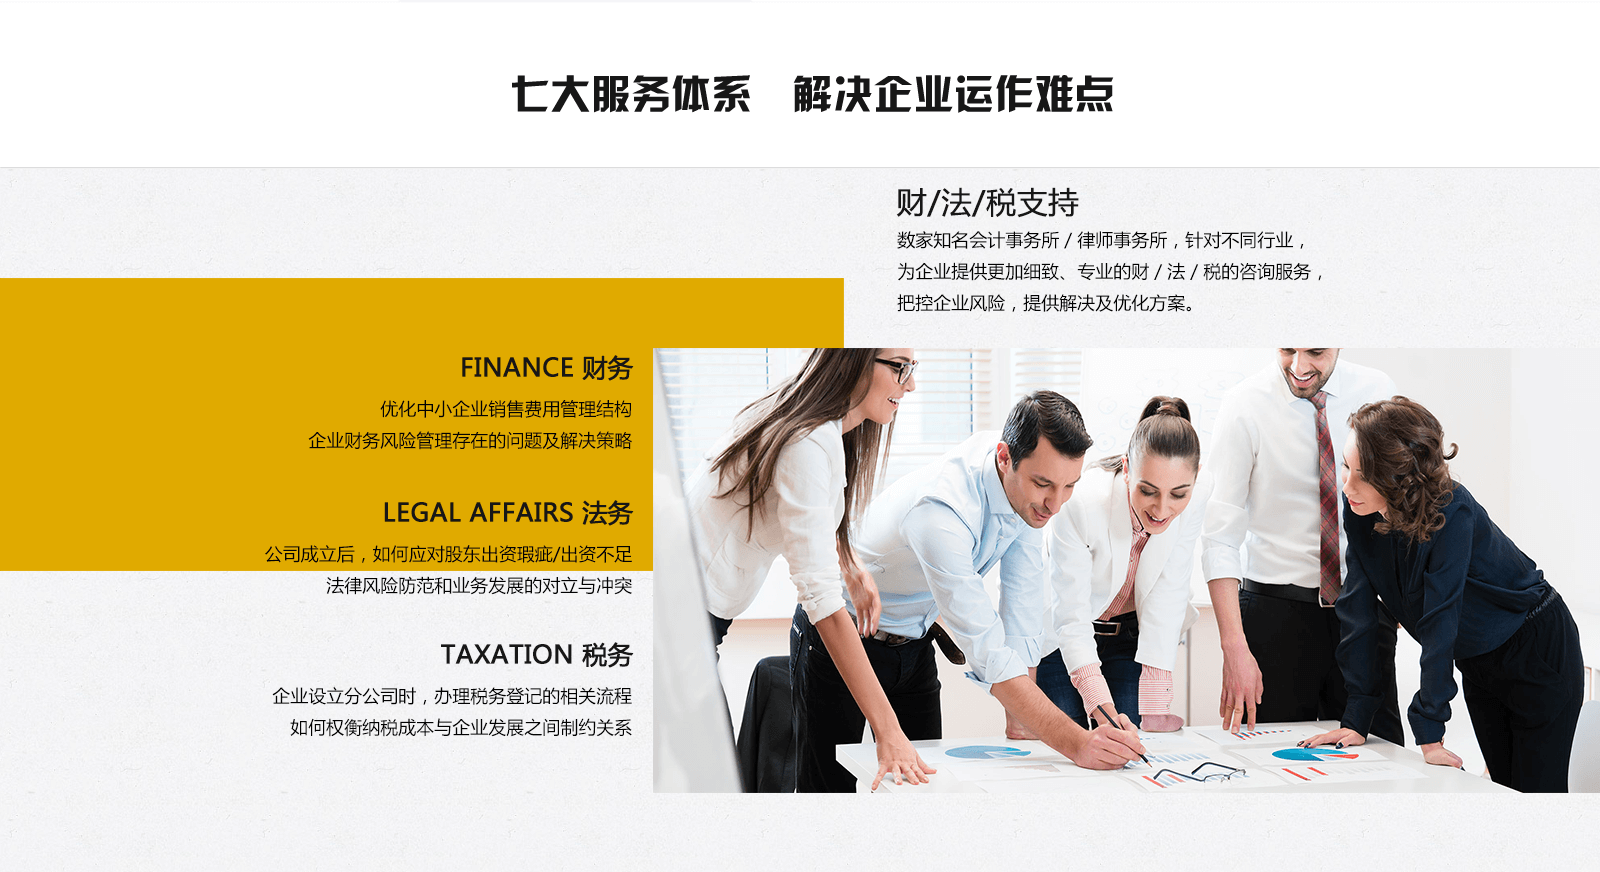 七大服务体系 解决企业运作难点
财/法/税支持
数家知名会计事务所 / 律师事务所，针对不同行业，
为企业提供更加细致、专业的财 / 法 / 税的咨询服务，
把控企业风险，提供解决及优化方案。
FINANCE 财务
优化中小企业销售费用管理结构
企业财务风险管理存在的问题及解决策略
LEGAL AFFAIRS 法务
公司成立后，如何应对股东出资瑕疵/出资不足
法律风险防范和业务发展的对立与冲突
TAXATION 税务
企业设立分公司时，办理税务登记的相关流程
如何权衡纳税成本与企业发展之间制约关系